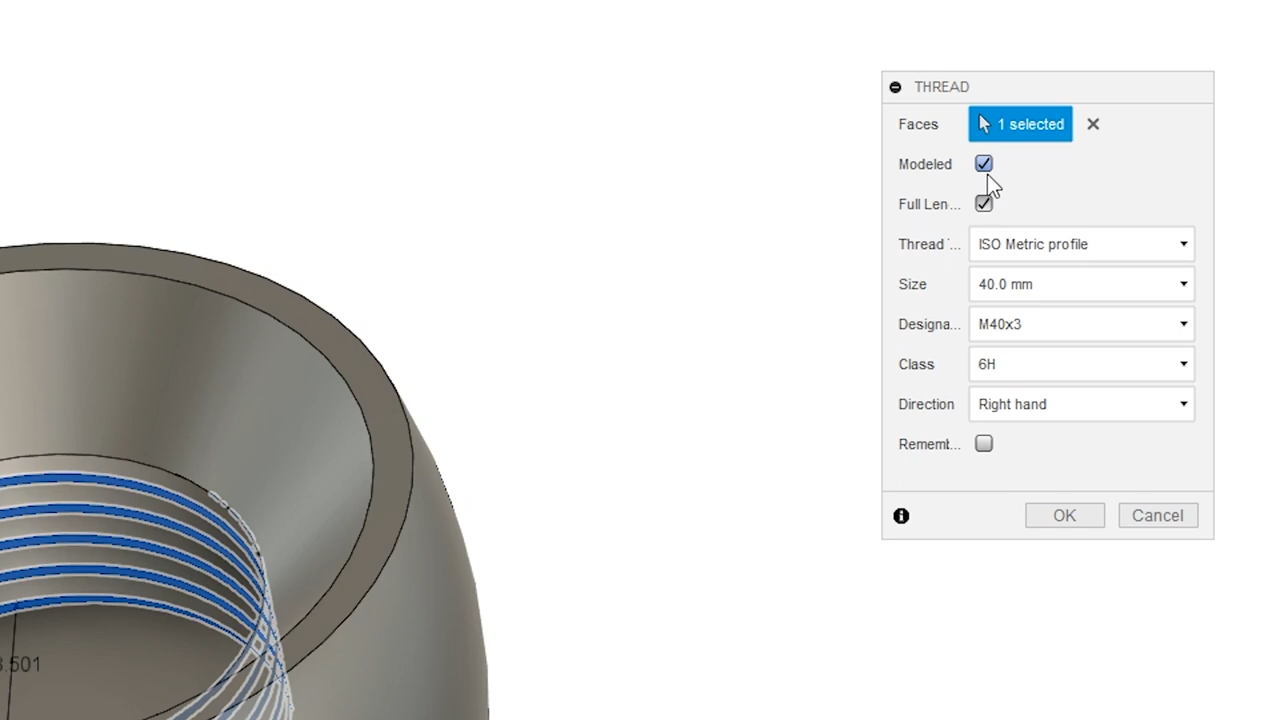 THREAD
Faces 1 selected
Modeled
Full Len...
Thread T... ISO Metric profile
Size 40.0 mm
Designa... M40x3
Class 6H
Direction Right hand
Rememt...
OK Cancel
.501